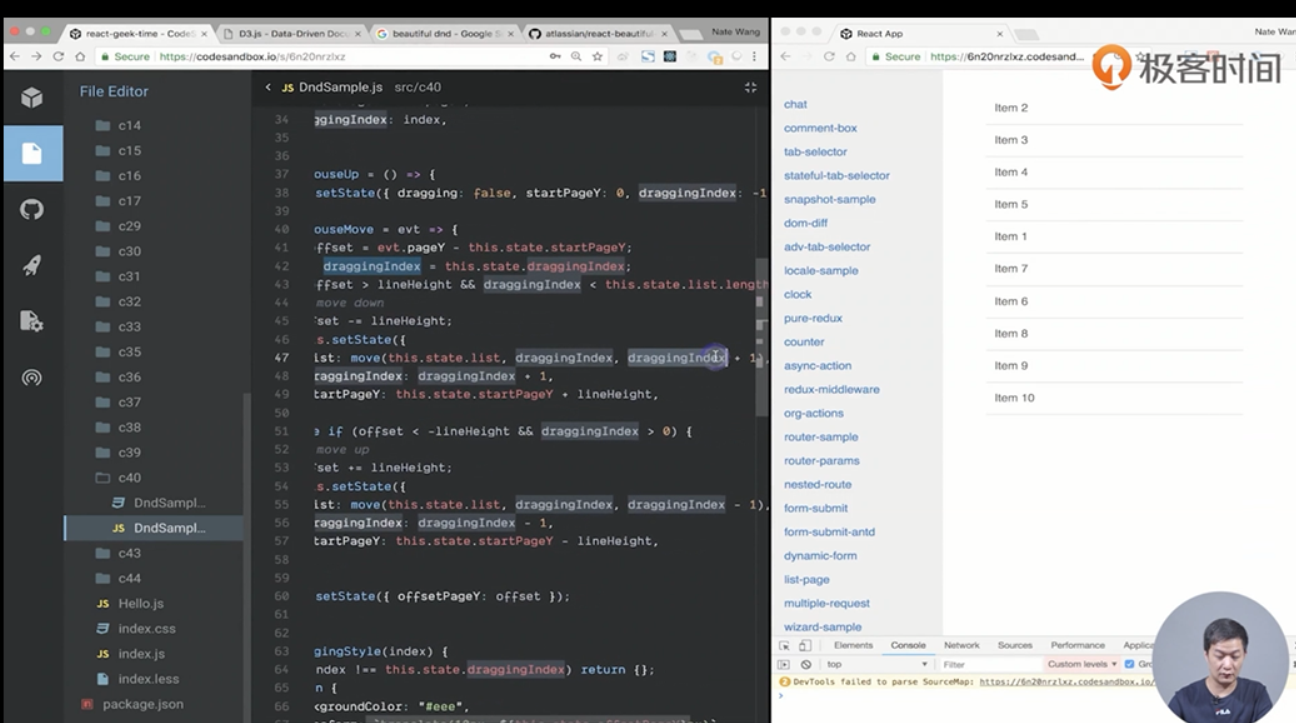 react-geek-time - CodeS
D3.js - Data-Driven Doc
beautiful dnd - Google S
atlassian/react-beautiful-
Nate Wang
Secure https://codesandbox.io/s/6n20nrzlxz
React App
Nate Wan
Secure https://6n20nrzlxz.codesand...
极客时间
File Editor
c14
c15
c16
c17
c29
c30
c31
c32
c33
c35
c36
c37
c38
c39
c40
DndSampl...
JS DndSampl...
c43
c44
JS Hello.js
index.css
JS index.js
index.less
package.json
JS DndSample.js src/c40
34 ggingIndex: index,
35
36
37 ouseUp = () => {
38 setState({ dragging: false, startPageY: 0, draggingIndex: -1
39
40 ouseMove = evt => {
41 ffset = evt.pageY - this.state.startPageY;
42 draggingIndex = this.state.draggingIndex;
43 ffset > lineHeight && draggingIndex < this.state.list.length
44 move down
45 set -= lineHeight;
46 s.setState({
47 ist: move(this.state.list, draggingIndex, draggingIndex + 1),
48 raggingIndex: draggingIndex + 1,
49 tartPageY: this.state.startPageY + lineHeight,
50
51 e if (offset < -lineHeight && draggingIndex > 0) {
52 move up
53 set += lineHeight;
54 s.setState({
55 ist: move(this.state.list, draggingIndex, draggingIndex - 1),
56 raggingIndex: draggingIndex - 1,
57 tartPageY: this.state.startPageY - lineHeight,
58
59
60 setState({ offsetPageY: offset });
61
62
63 gingStyle(index) {
64 ndex !== this.state.draggingIndex) return {};
65 n {
66 kgroundColor: "#eee",
chat
comment-box
tab-selector
stateful-tab-selector
snapshot-sample
dom-diff
adv-tab-selector
locale-sample
clock
pure-redux
counter
async-action
redux-middleware
org-actions
router-sample
router-params
nested-route
form-submit
form-submit-antd
dynamic-form
list-page
multiple-request
wizard-sample
Item 2
Item 3
Item 4
Item 5
Item 1
Item 7
Item 6
Item 8
Item 9
Item 10
Elements Console Network Sources Performance Applica
top Filter Custom levels Gro
2 DevTools failed to parse SourceMap: https://6n20nrzlxz.codesandbox.io/
FILA